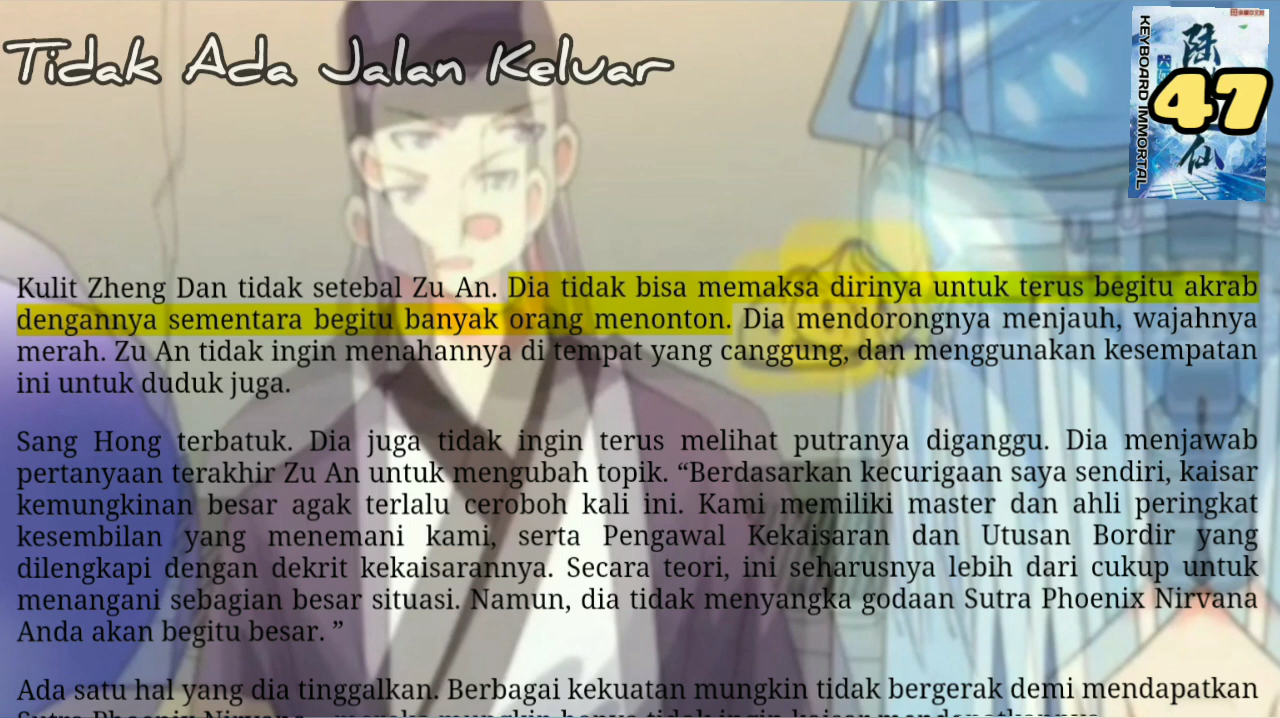 Tidak Ada Jalan Keluar
KEYBOARD IMMORTAL
47
Kulit Zheng Dan tidak setebal Zu An. Dia tidak bisa memaksa dirinya untuk terus begitu akrab
dengannya sementara begitu banyak orang menonton. Dia mendorongnya menjauh, wajahnya
merah. Zu An tidak ingin menahannya di tempat yang canggung, dan menggunakan kesempatan
ini untuk duduk juga.
Sang Hong terbatuk. Dia juga tidak ingin terus melihat putranya diganggu. Dia menjawab
pertanyaan terakhir Zu An untuk mengubah topik. “Berdasarkan kecurigaan saya sendiri, kaisar
kemungkinan besar agak terlalu ceroboh kali ini. Kami memiliki master dan ahli peringkat
kesembilan yang menemani kami, serta Pengawal Kekaisaran dan Utusan Bordir yang
dilengkapi dengan dekrit kekaisarannya. Secara teori, ini seharusnya lebih dari cukup untuk
menangani sebagian besar situasi. Namun, dia tidak menyangka godaan Sutra Phoenix Nirvana
Anda akan begitu besar. ”
Ada satu hal yang dia tinggalkan. Berbagai kekuatan mungkin tidak bergerak demi mendapatkan